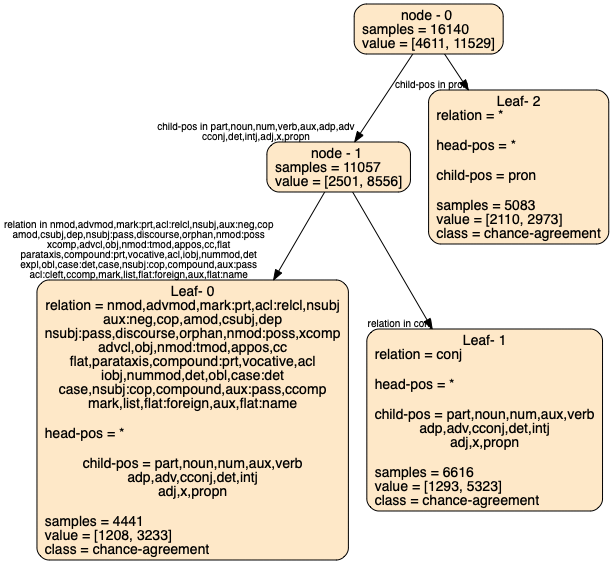 node - 0
samples = 16140
value = [4611, 11529]
child-pos in pron
child-pos in part,noun,num,verb,aux,adp,adv
cconj,det,intj,adj,x,propn
Leaf- 2
relation = *
head-pos = *
child-pos = pron
samples = 5083
value = [2110, 2973]
class = chance-agreement
node - 1
samples = 11057
value = [2501, 8556]
relation in nmod,advmod,mark:prt,acl:relcl,nsubj,aux:neg,cop
amod,csubj,dep,nsubj:pass,discourse,orphan,nmod:poss
xcomp,advcl,obj,nmod:tmod,appos,cc,flat
parataxis,compound:prt,vocative,acl,iobj,nummod,det
expl,obl,case:det,case,nsubj:cop,compound,aux:pass
acl:cleft,ccomp,mark,list,flat:foreign,aux,flat:name
relation in
Leaf- 0
relation = nmod,advmod,mark:prt,acl:relcl,nsubj
aux:neg,cop,amod,csubj,dep
nsubj:pass,discourse,orphan,nmod:poss,xcomp
advcl,obj,nmod:tmod,appos,cc
flat,parataxis,compound:prt,vocative,acl
iobj,nummod,det,obl,case:det
case,nsubj:cop,compound,aux:pass,ccomp
mark,list,flat:foreign,aux,flat:name
head-pos = *
child-pos = part,noun,num,aux,verb
adp,adv,cconj,det,intj
adj,x,propn
samples = 4441
value = [1208, 3233]
class = chance-agreement
Leaf- 1
relation = conj
head-pos = *
child-pos = part,noun,num,aux,verb
adp,adv,cconj,det,intj
adj,x,propn
samples = 6616
value = [1293, 5323]
class = chance-agreement